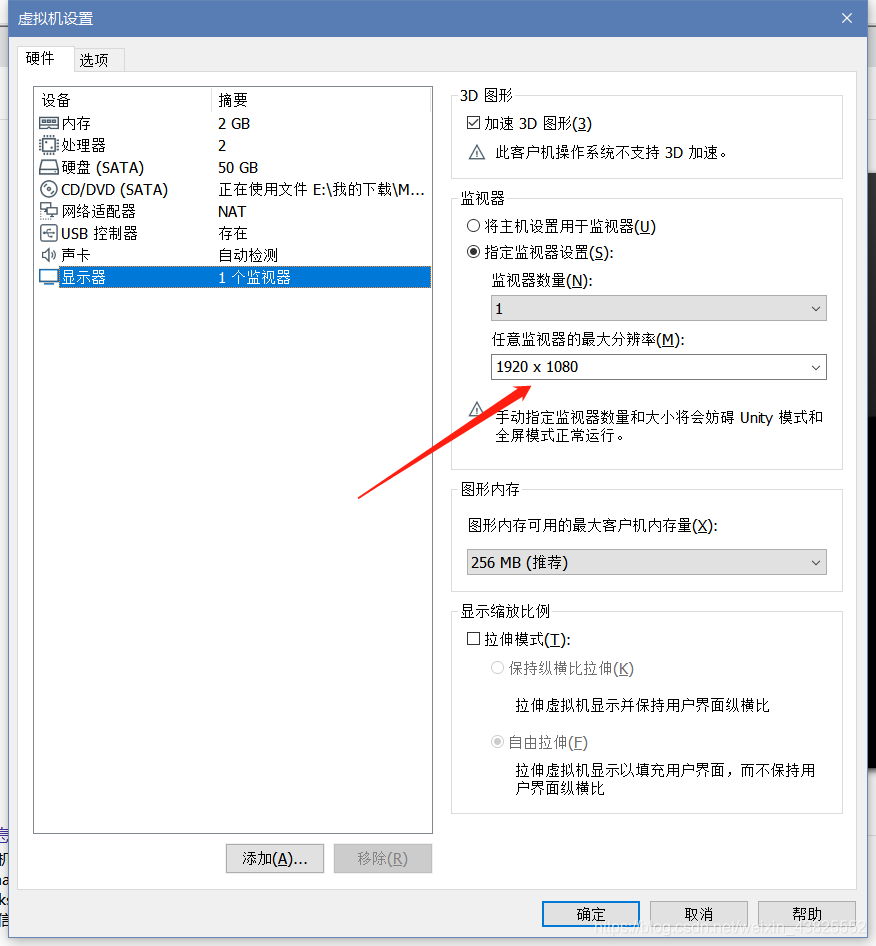 虚拟机设置
硬件 选项
设备 摘要
内存 2 GB
处理器 2
硬盘 (SATA) 50 GB
CD/DVD (SATA) 正在使用文件 E:\我的下载\M...
网络适配器 NAT
USB 控制器 存在
声卡 自动检测
显示器 1 个监视器
添加(A)... 移除(R)
3D 图形
加速 3D 图形(3)
此客户机操作系统不支持 3D 加速。
监视器
将主机设置用于监视器(U)
指定监视器设置(S):
监视器数量(N):
1
任意监视器的最大分辨率(M):
1920 x 1080
手动指定监视器数量和大小将会妨碍 Unity 模式和
全屏模式正常运行。
图形内存
图形内存可用的最大客户机内存量(X):
256 MB (推荐)
显示缩放比例
拉伸模式(T):
保持纵横比拉伸(K)
拉伸虚拟机显示并保持用户界面纵横比
自由拉伸(F)
拉伸虚拟机显示以填充用户界面，而不保持用
户界面纵横比
确定 取消 帮助
https://blog.csdn.net/weixin_43325552